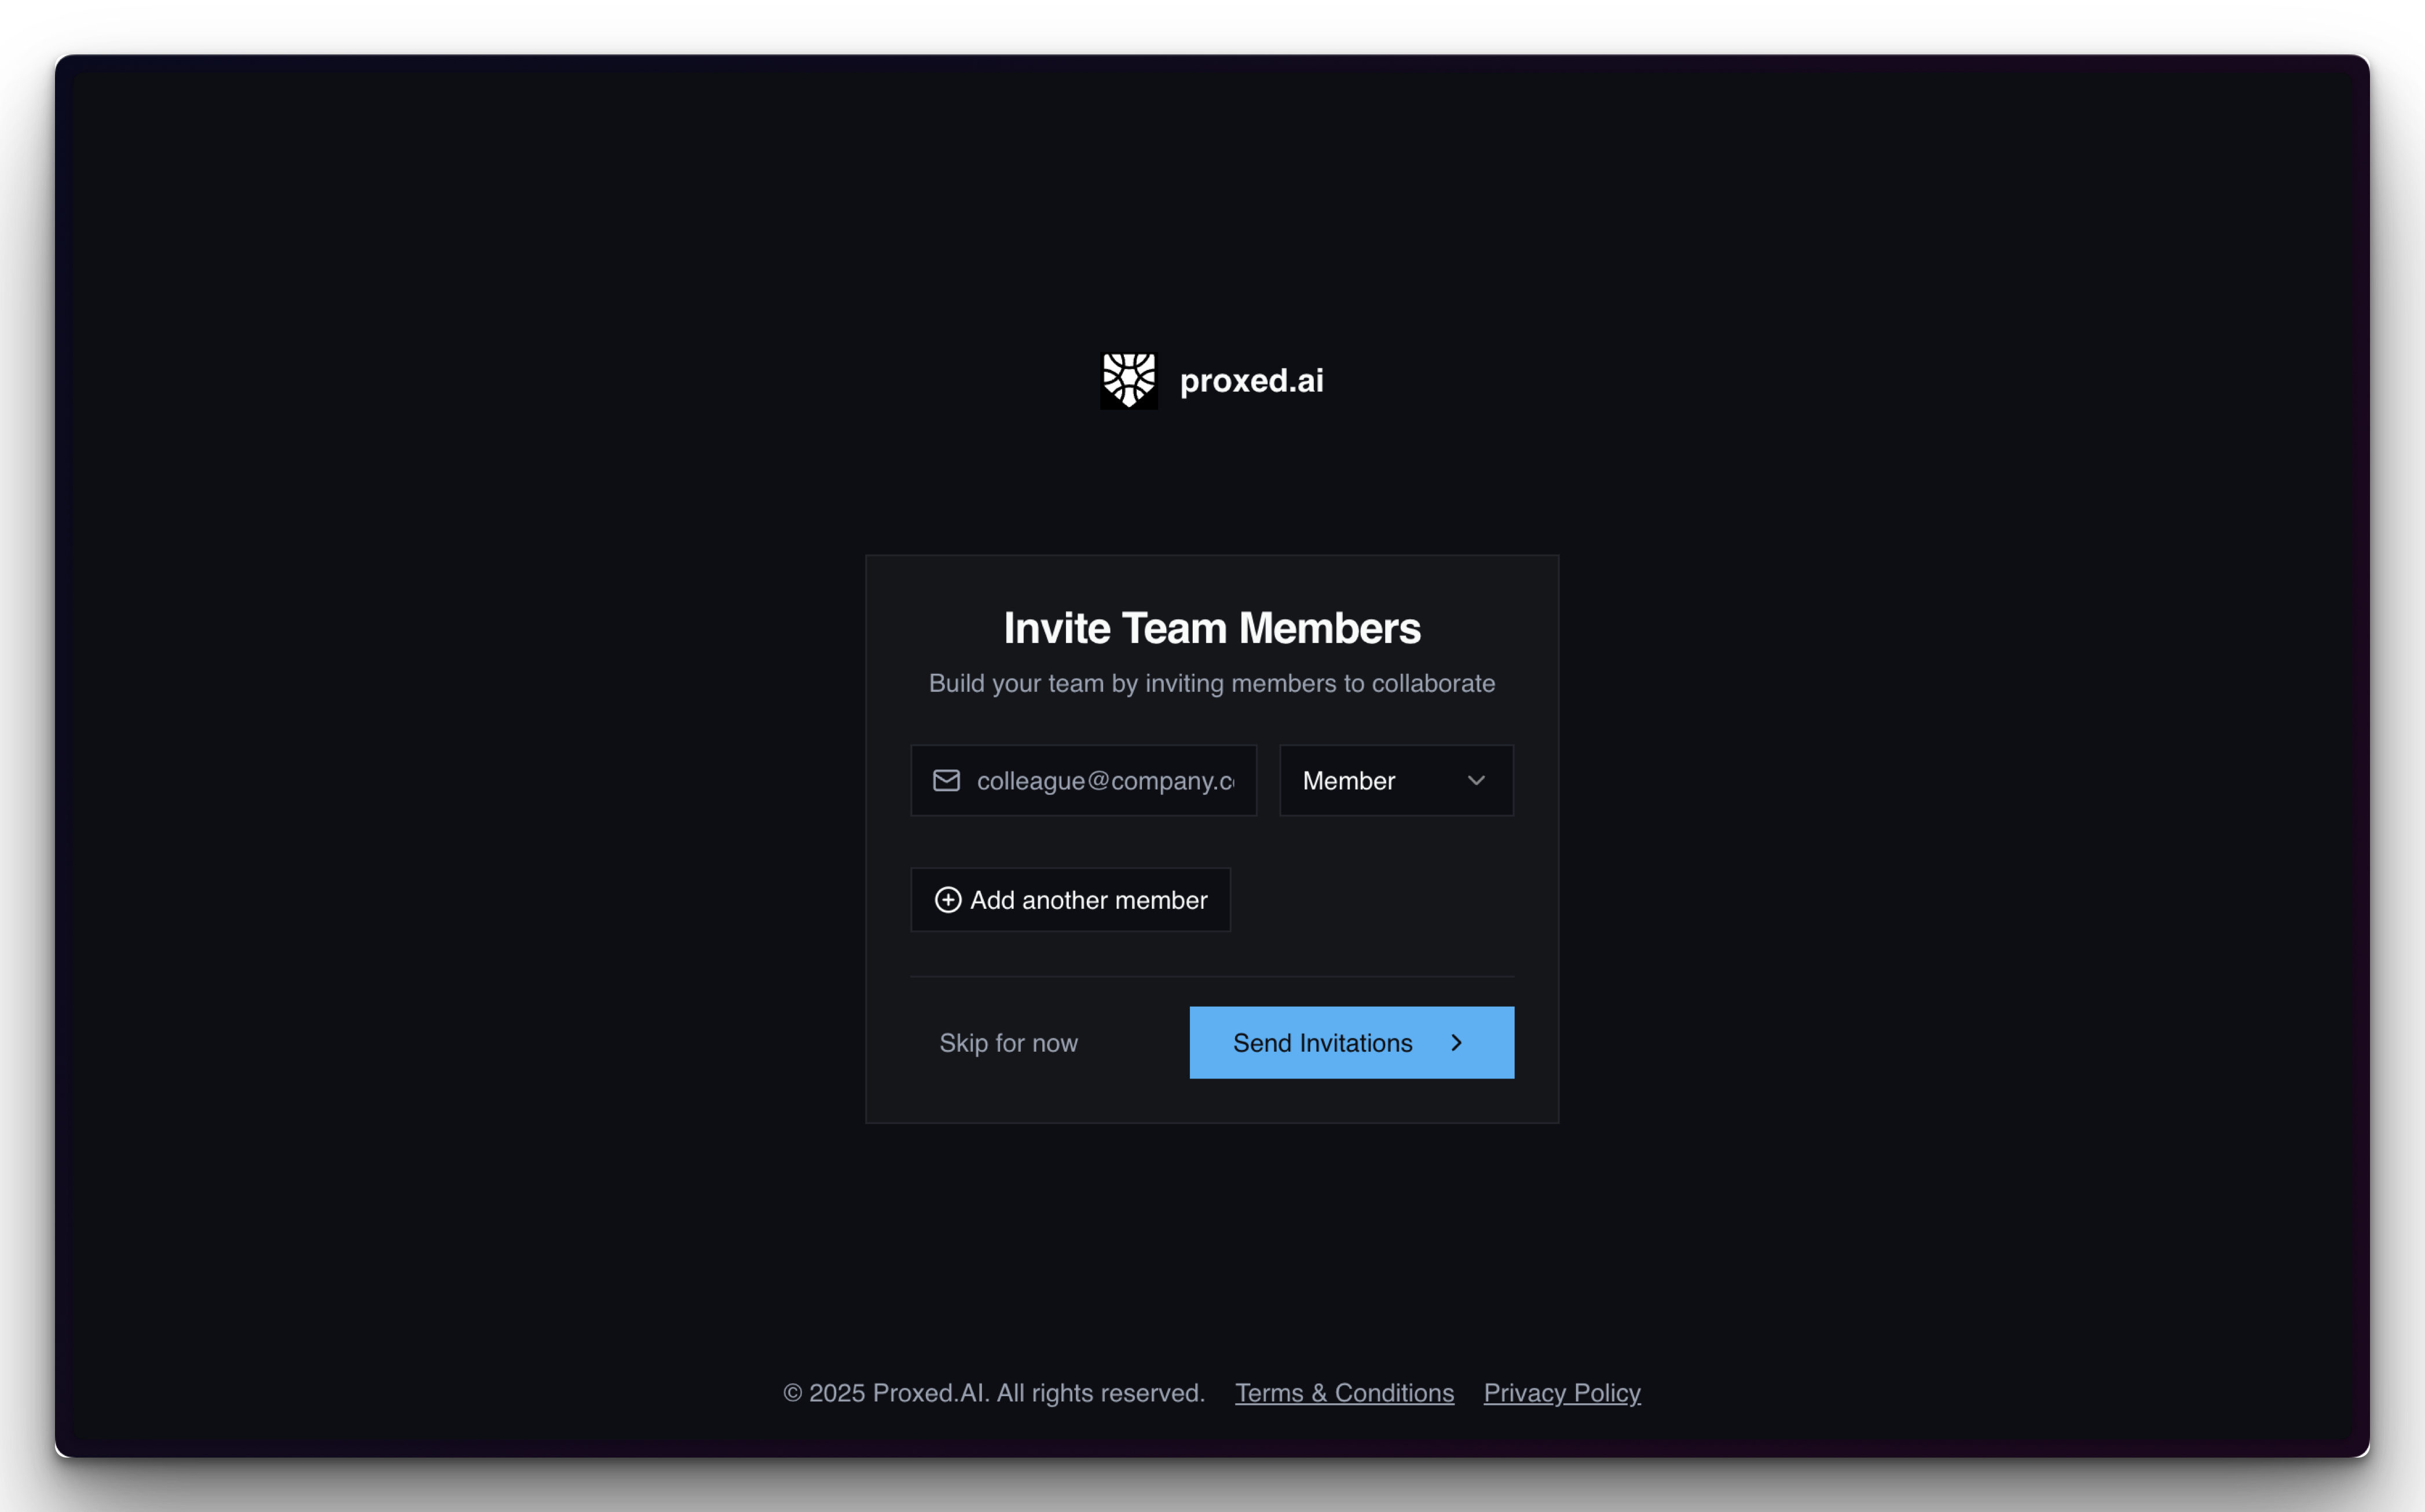 proxed.ai
Invite Team Members
Build your team by inviting members to collaborate
colleague@company.c
Member
Add another member
Skip for now
Send Invitations
© 2025 Proxed.AI. All rights reserved. Terms & Conditions Privacy Policy